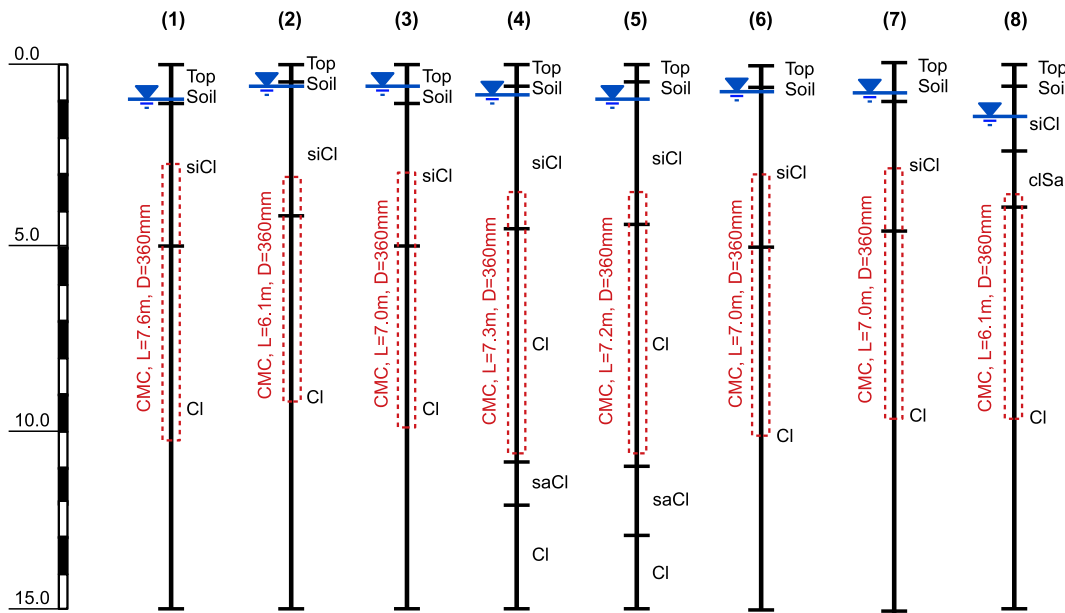 (1)
(2)
(3)
(4)
(5)
(6)
(7)
(8)
0.0
5.0
10.0
15.0
Top
Soil
siCl
CMC, L=7.6m, D=360mm
Cl
Top
Soil
siCl
CMC, L=6.1m, D=360mm
Cl
Top
Soil
siCl
CMC, L=7.0m, D=360mm
Cl
Top
Soil
siCl
CMC, L=7.3m, D=360mm
Cl
saCl
Cl
Top
Soil
siCl
CMC, L=7.2m, D=360mm
Cl
saCl
Cl
Top
Soil
siCl
CMC, L=7.0m, D=360mm
Cl
Top
Soil
siCl
CMC, L=7.0m, D=360mm
Cl
Top
Soil
siCl
clSa
CMC, L=6.1m, D=360mm
Cl